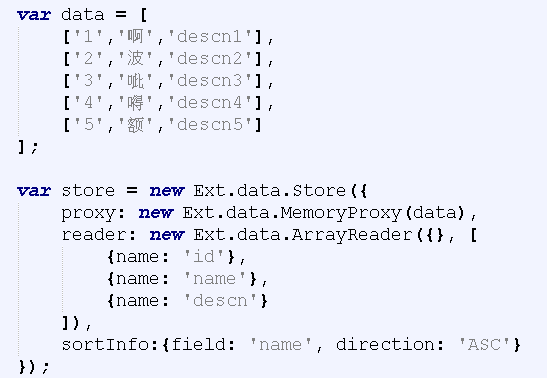 var data = [
['1','啊','descn1'],
['2','波','descn2'],
['3','呲','descn3'],
['4','嘚','descn4'],
['5','额','descn5']
];
var store = new Ext.data.Store({
proxy: new Ext.data.MemoryProxy(data),
reader: new Ext.data.ArrayReader({}, [
{name: 'id'},
{name: 'name'},
{name: 'descn'}
]),
sortInfo:{field: 'name', direction: 'ASC'}
});